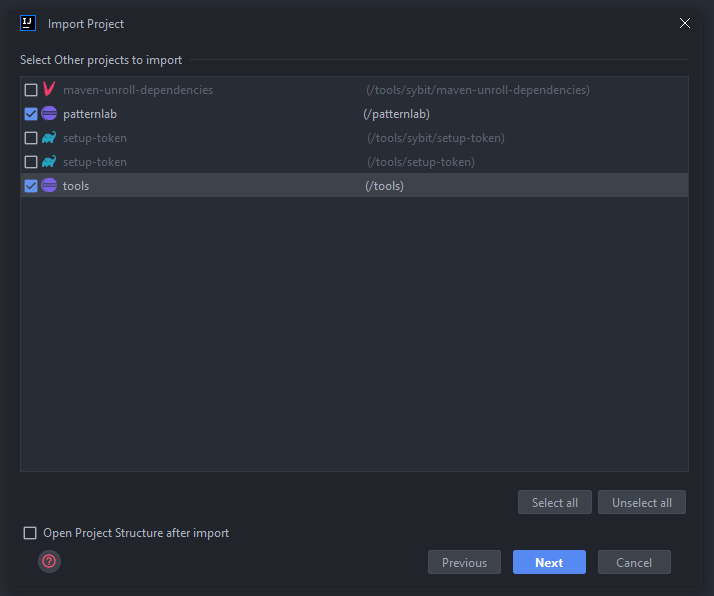 IJ Import Project
Select Other projects to import
maven-unroll-dependencies (/tools/sybit/maven-unroll-dependencies)
patternlab (/patternlab)
setup-token (/tools/sybit/setup-token)
setup-token (/tools/setup-token)
tools (/tools)
Select all Unselect all
Open Project Structure after import
? Previous Next Cancel